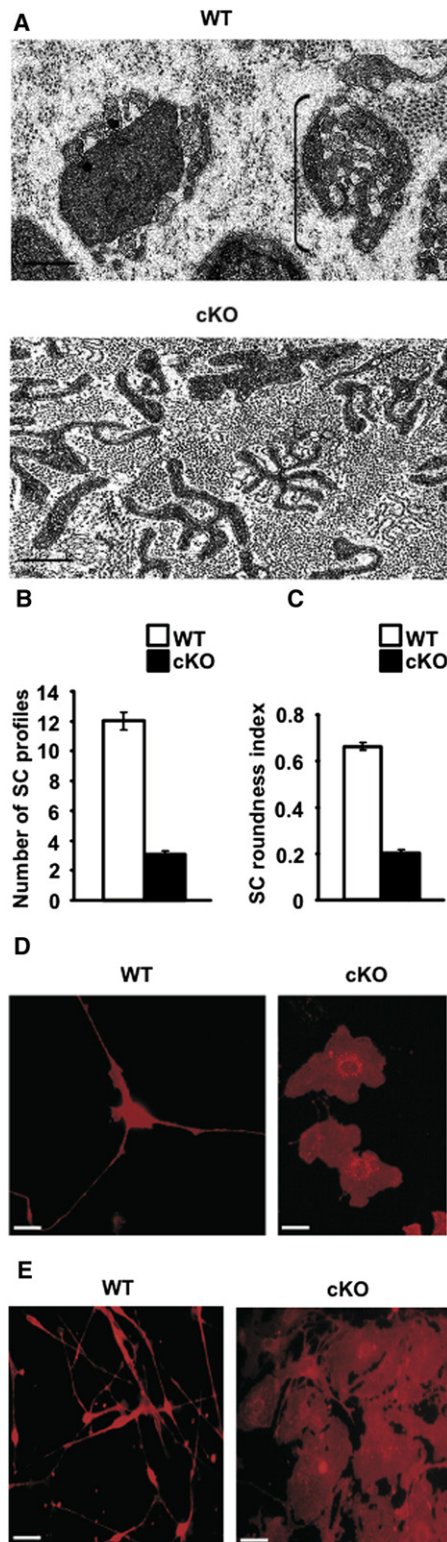 A
WT
cKO
B
C
WT
cKO
WT
cKO
Number of SC profiles
14
12
10
8
6
4
2
0
SC roundness index
0.8
0.6
0.4
0.2
0
D
WT
cKO
E
WT
cKO